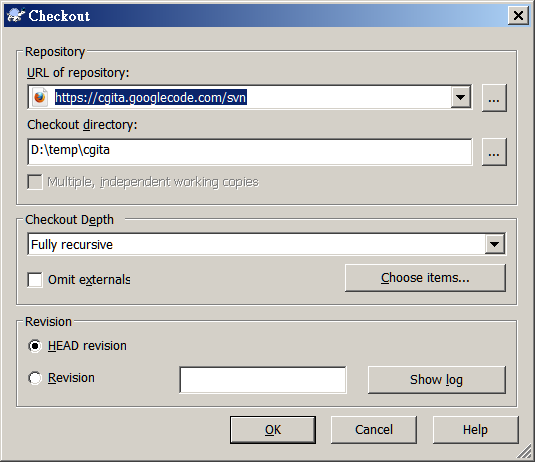 Checkout
Repository
URL of repository:
https://cgita.googlecode.com/svn
...
Checkout directory:
D:\temp\cgita
...
Multiple, independent working copies
Checkout Depth
Fully recursive
Omit externals
Choose items...
Revision
HEAD revision
Revision
Show log
OK
Cancel
Help